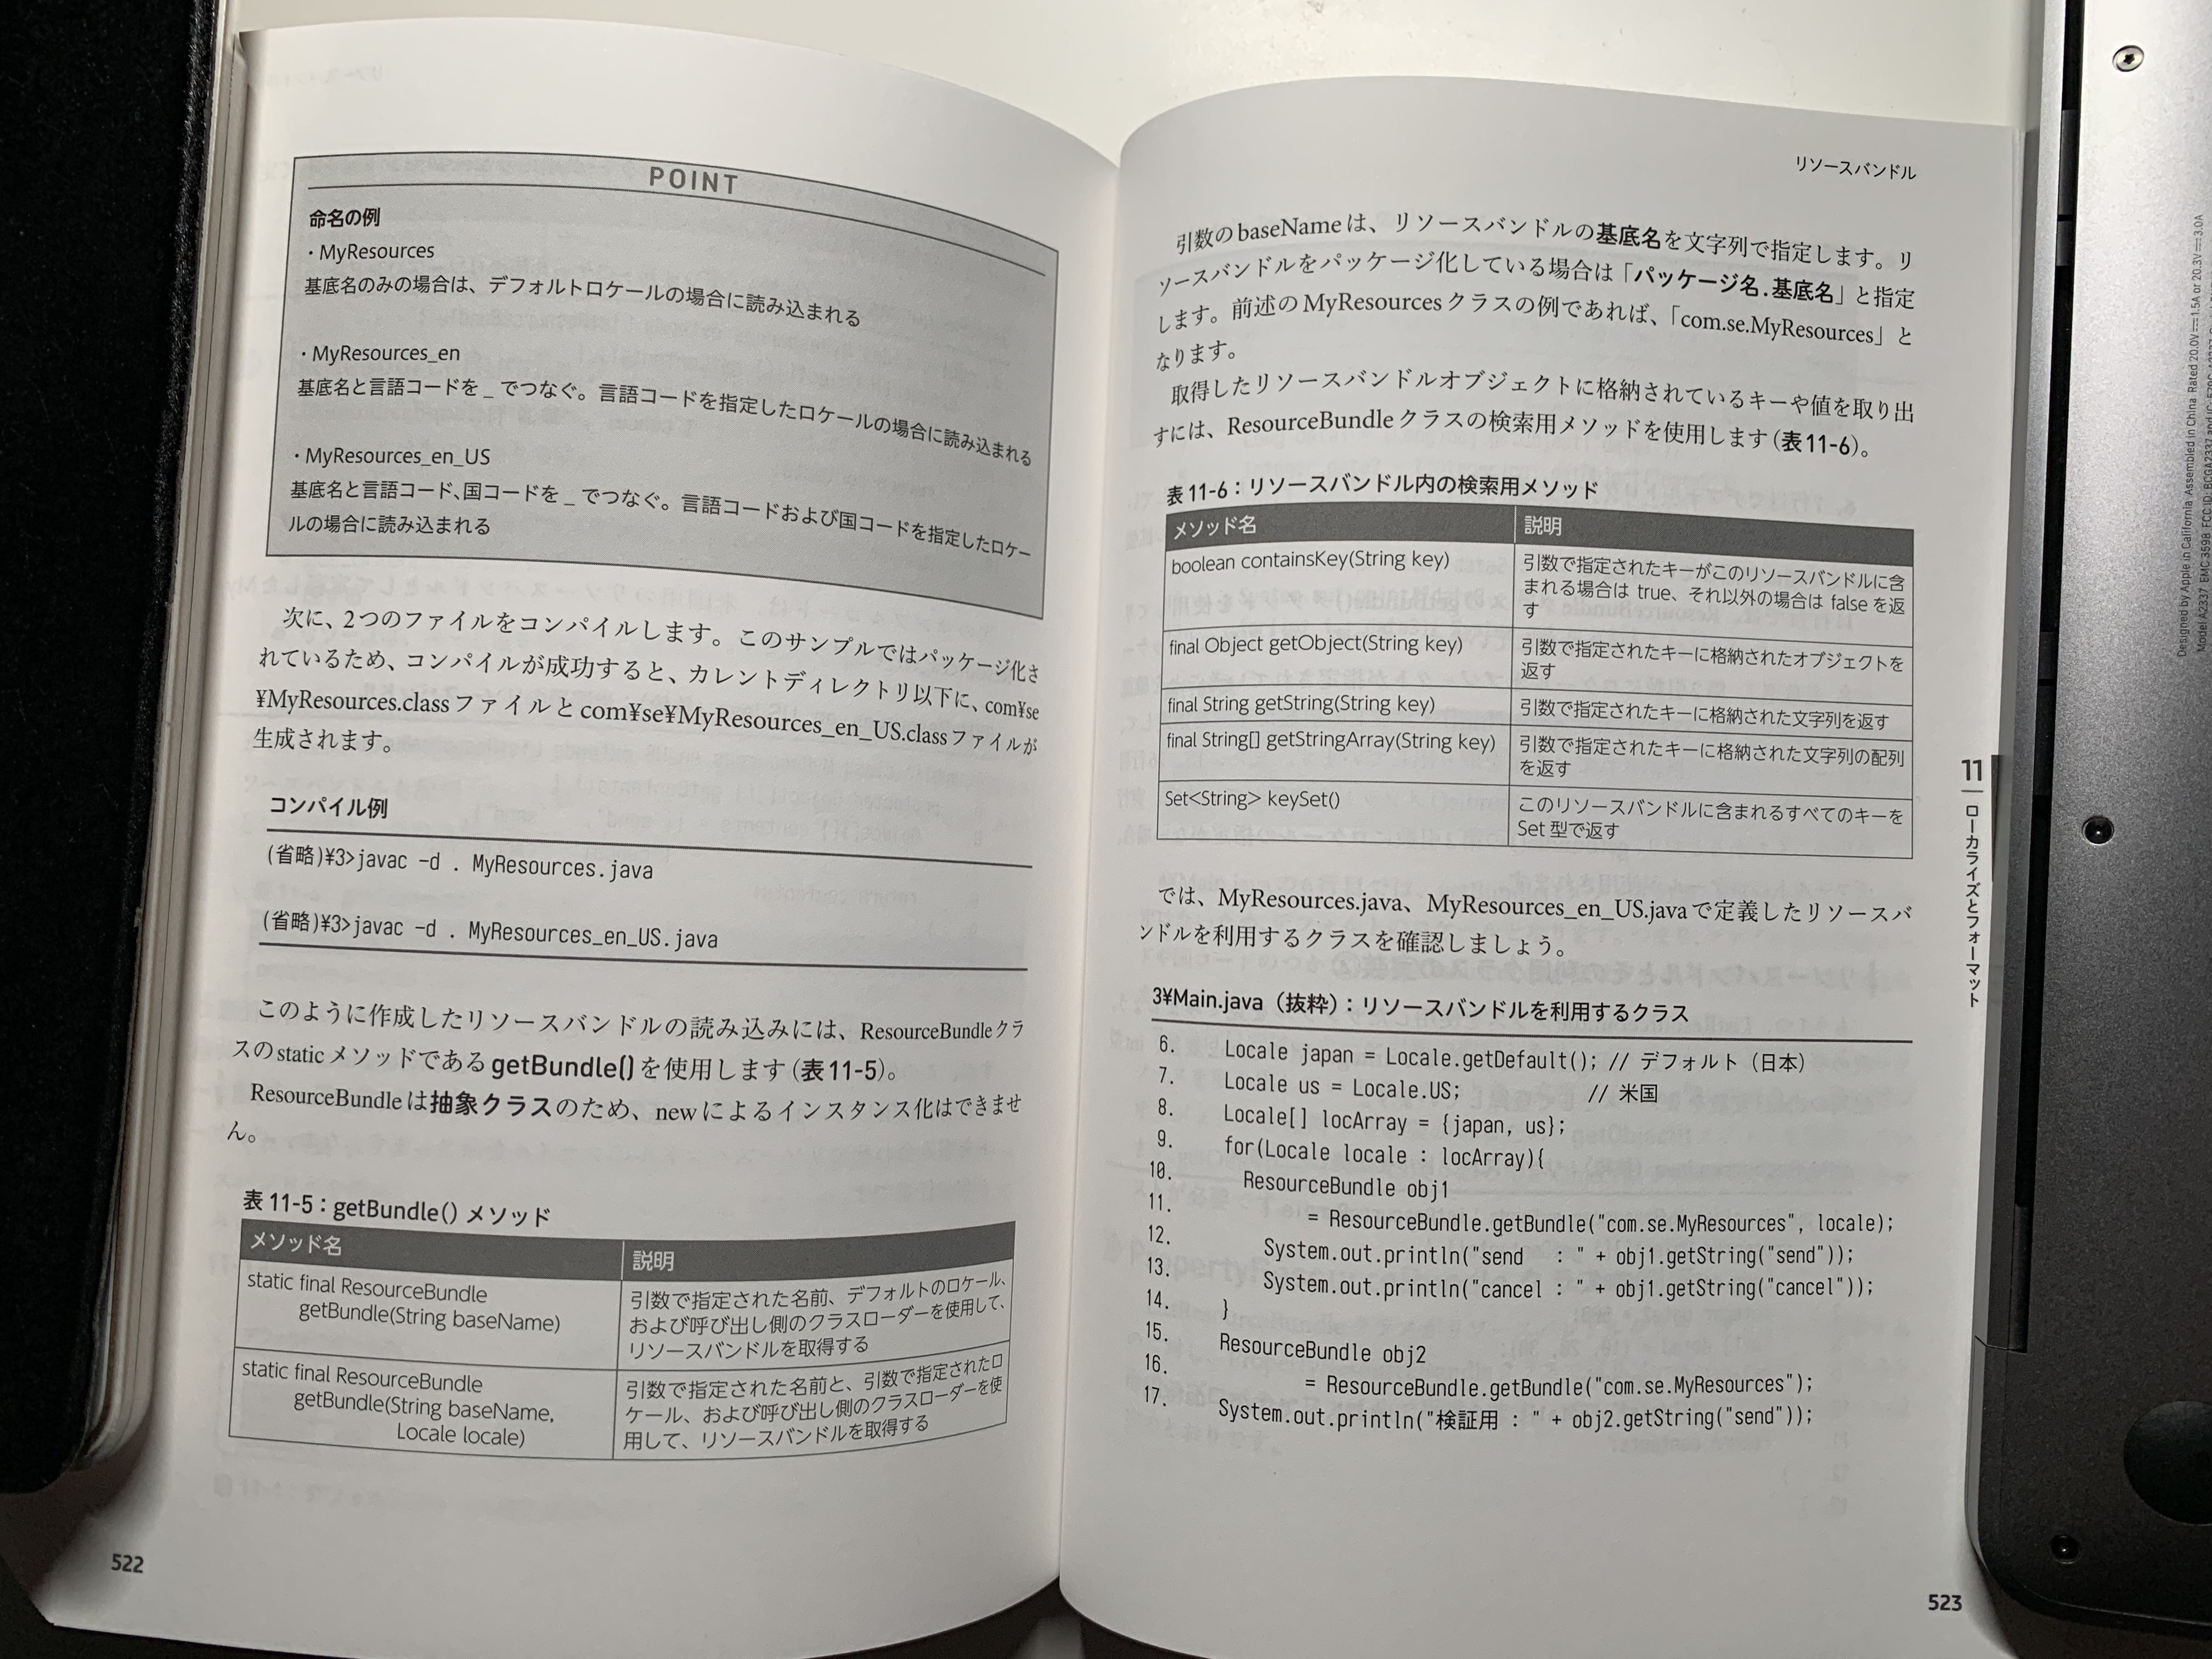 POINT
命名の例
・MyResources
基底名のみの場合は、デフォルトロケールの場合に読み込まれる
・MyResources_en
基底名と言語コードを _ でつなぐ。言語コードを指定したロケールの場合に読み込まれる
・MyResources_en_US
基底名と言語コード、国コードを _ でつなぐ。言語コードおよび国コードを指定したロケー
ルの場合に読み込まれる
次に、2つのファイルをコンパイルします。このサンプルではパッケージ化さ
れているため、コンパイルが成功すると、カレントディレクトリ以下に、com¥se
¥MyResources.classファイルとcom¥se¥MyResources_en_US.classファイルが
生成されます。
コンパイル例
(省略)¥3>javac -d . MyResources.java
(省略)¥3>javac -d . MyResources_en_US.java
このように作成したリソースバンドルの読み込みには、ResourceBundleクラ
スのstaticメソッドであるgetBundle()を使用します(表11-5)。
ResourceBundleは抽象クラスのため、newによるインスタンス化はできませ
ん。
表 11-5：getBundle() メソッド
メソッド名
説明
static final ResourceBundle
getBundle(String baseName)
引数で指定された名前、デフォルトのロケール、
および呼び出し側のクラスローダーを使用して、
リソースバンドルを取得する
static final ResourceBundle
getBundle(String baseName,
Locale locale)
引数で指定された名前と、引数で指定されたロ
ケール、および呼び出し側のクラスローダーを使
用して、リソースバンドルを取得する
522
リソースバンドル
引数のbaseNameは、リソースバンドルの基底名を文字列で指定します。リ
ソースバンドルをパッケージ化している場合は「パッケージ名.基底名」と指定
します。前述のMyResourcesクラスの例であれば、「com.se.MyResources」と
なります。
取得したリソースバンドルオブジェクトに格納されているキーや値を取り出
すには、ResourceBundleクラスの検索用メソッドを使用します(表11-6)。
表 11-6：リソースバンドル内の検索用メソッド
メソッド名
説明
boolean containsKey(String key)
引数で指定されたキーがこのリソースバンドルに含
まれる場合は true、それ以外の場合は false を返
す
final Object getObject(String key)
引数で指定されたキーに格納されたオブジェクトを
返す
final String getString(String key)
引数で指定されたキーに格納された文字列を返す
final String[] getStringArray(String key)
引数で指定されたキーに格納された文字列の配列
を返す
Set<String> keySet()
このリソースバンドルに含まれるすべてのキーを
Set 型で返す
では、MyResources.java、MyResources_en_US.javaで定義したリソースバ
ンドルを利用するクラスを確認しましょう。
3¥Main.java（抜粋）：リソースバンドルを利用するクラス
6. Locale japan = Locale.getDefault(); // デフォルト（日本）
7. Locale us = Locale.US; // 米国
8. Locale[] locArray = {japan, us};
9. for(Locale locale : locArray){
10. ResourceBundle obj1
11. = ResourceBundle.getBundle("com.se.MyResources", locale);
12. System.out.println("send : " + obj1.getString("send"));
13. System.out.println("cancel : " + obj1.getString("cancel"));
14. }
15. ResourceBundle obj2
16. = ResourceBundle.getBundle("com.se.MyResources");
17. System.out.println("検証用 : " + obj2.getString("send"));
11
ローカライズとフォーマット
523
Designed by Apple in California Assembled in China Rated 20.0V⎓1.5A or 20.3V⎓3.0A
Model A2337 EMC 3598 FCC ID: BCGA2337